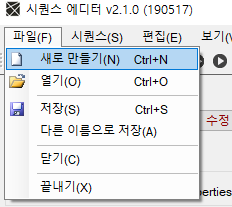 시퀀스 에디터 v2.1.0 (190517)
파일(F) 시퀀스(S) 편집(E) 보기(V
새로 만들기(N) Ctrl+N
열기(O) Ctrl+O
저장(S) Ctrl+S
수정
다른 이름으로 저장(A)
닫기(C)
끝내기(X)
perties